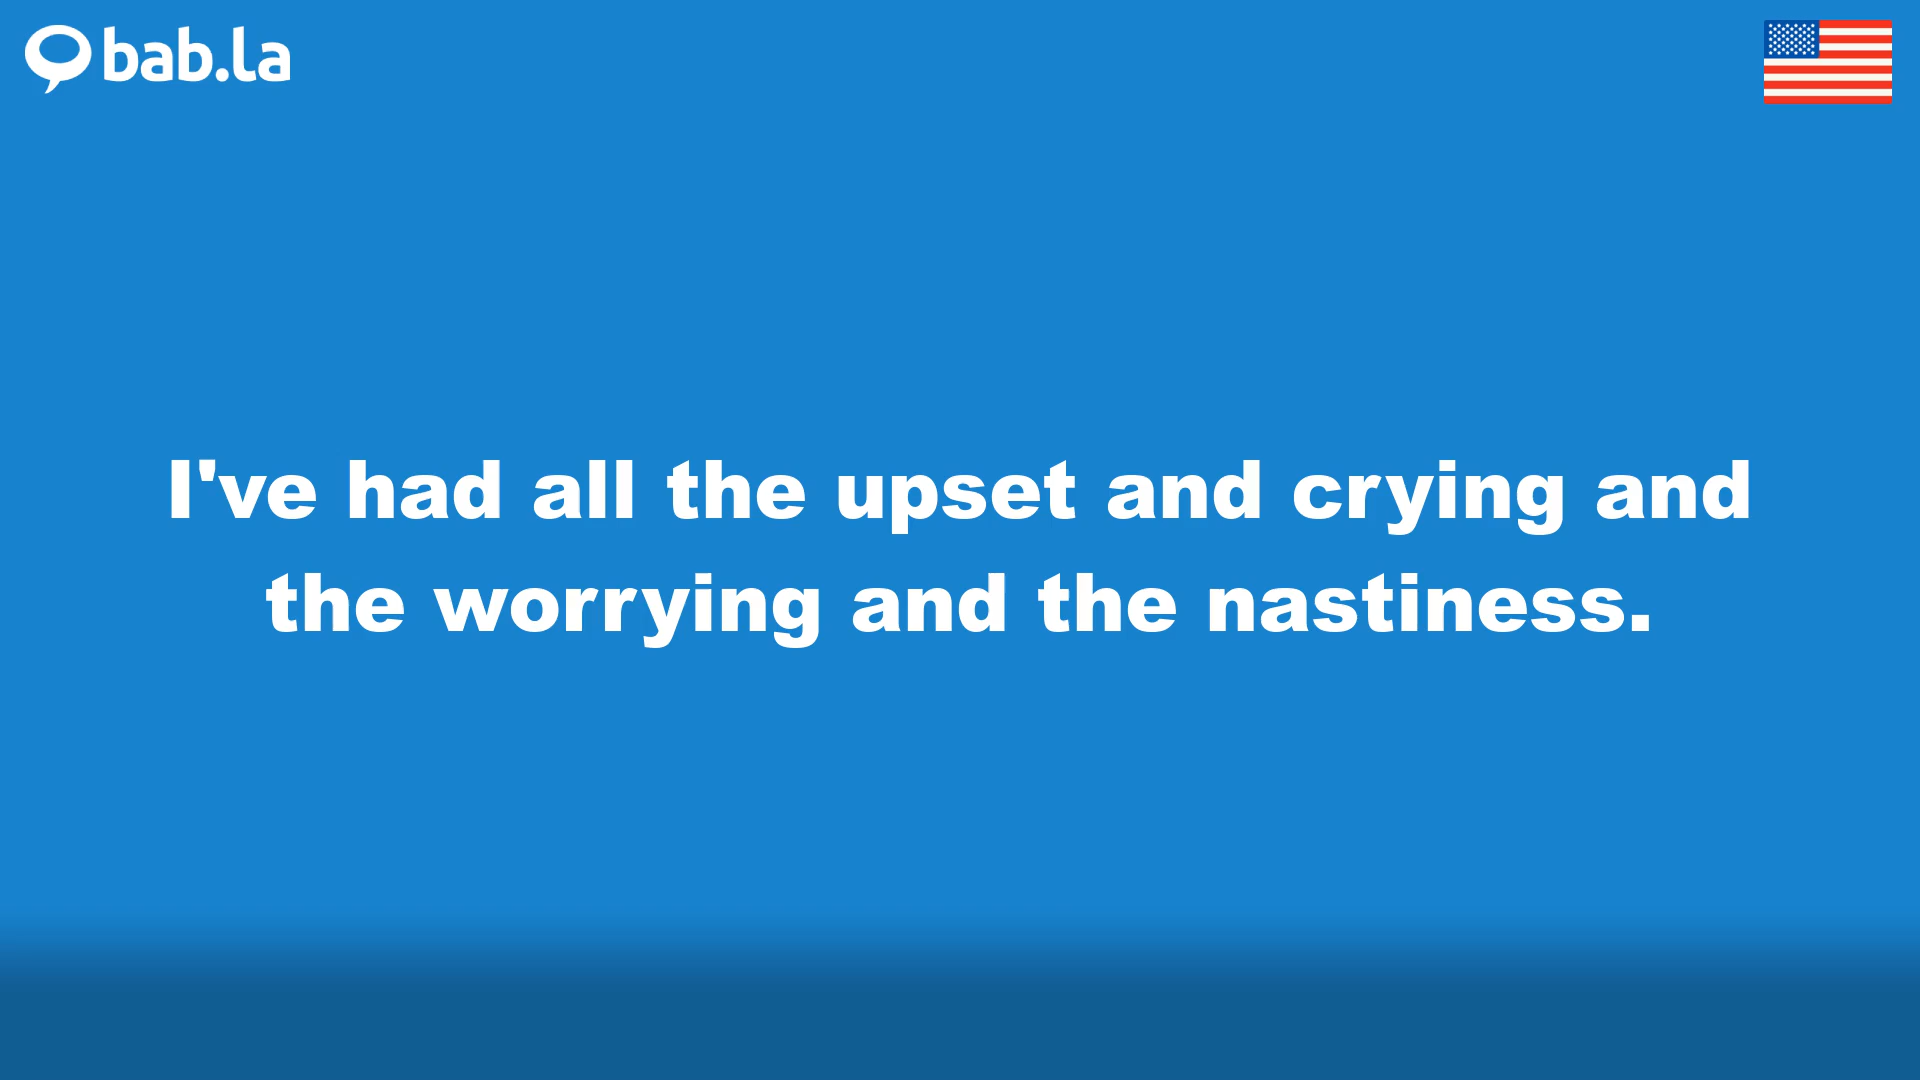 bab.la
I've had all the upset and crying and
the worrying and the nastiness.